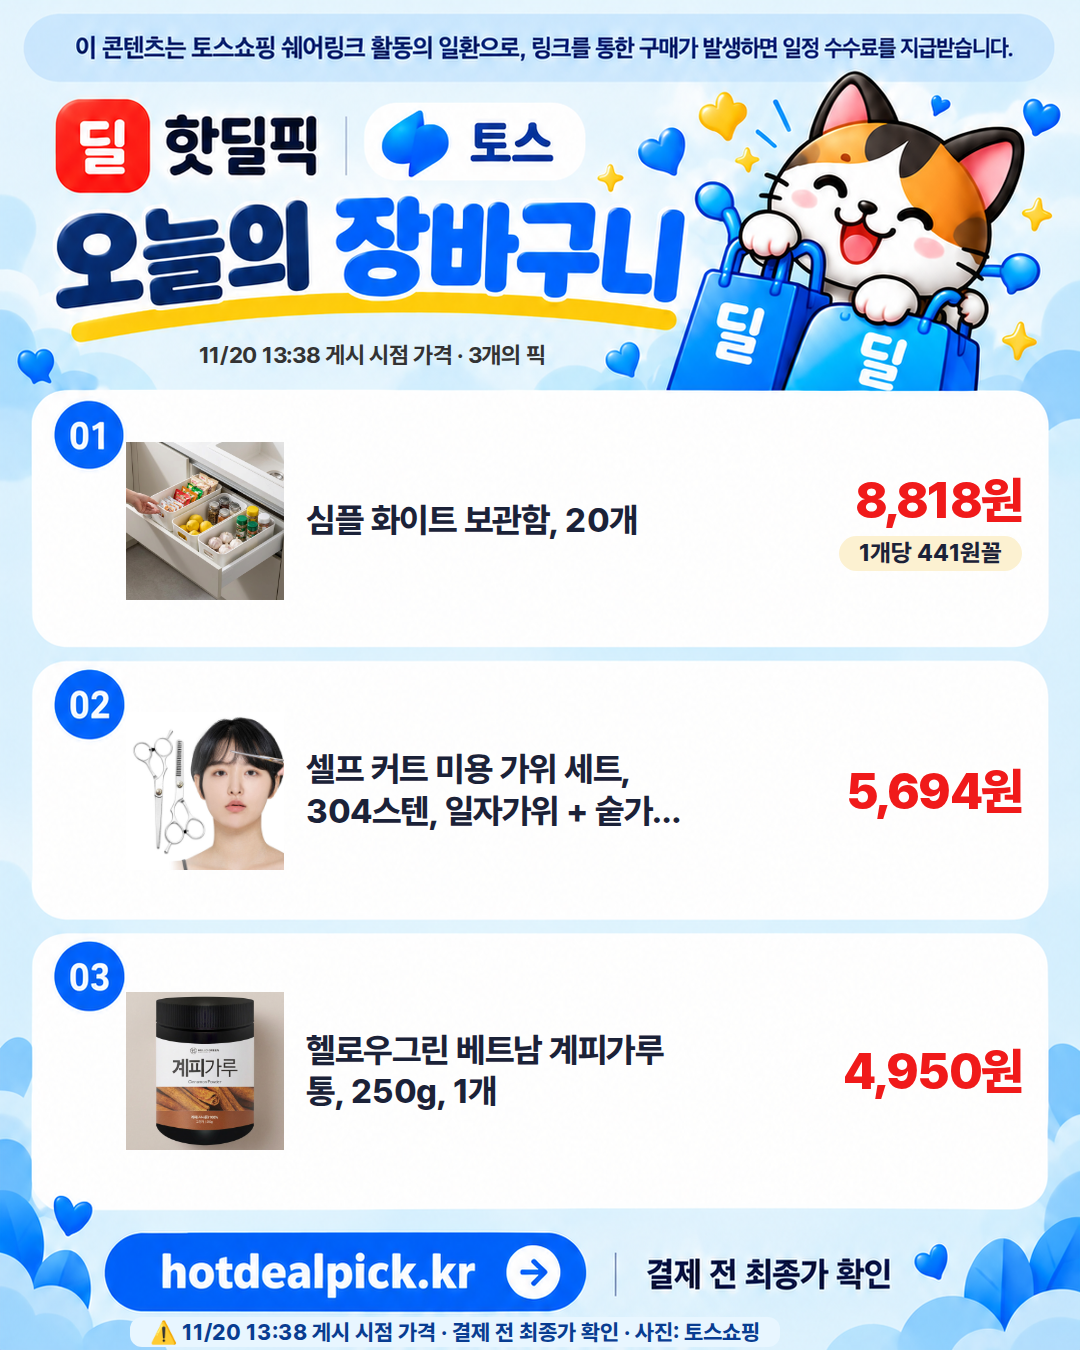 이 콘텐츠는 토스쇼핑 쉐어링크 활동의 일환으로, 링크를 통한 구매가 발생하면 일정 수수료를 지급받습니다.
딜 핫딜픽 토스
오늘의 장바구니
딜 딜
11/20 13:38 게시 시점 가격 · 3개의 픽
01
심플 화이트 보관함, 20개
8,818원
1개당 441원꼴
02
셀프 커트 미용 가위 세트,
304스텐, 일자가위 + 숱가...
5,694원
03
계피가루
헬로우그린 베트남 계피가루
통, 250g, 1개
4,950원
hotdealpick.kr
결제 전 최종가 확인
⚠️ 11/20 13:38 게시 시점 가격 · 결제 전 최종가 확인 · 사진: 토스쇼핑